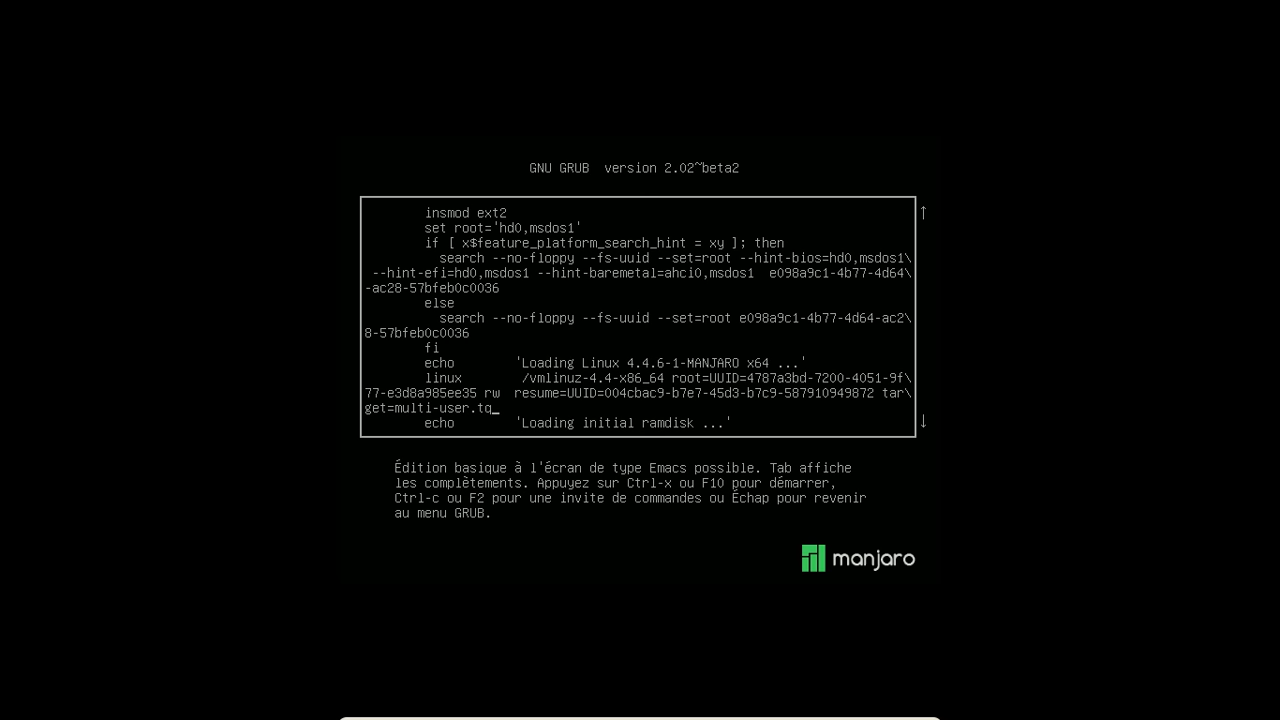 GNU GRUB  version 2.02~beta2
insmod ext2
set root='hd0,msdos1'
if [ x$feature_platform_search_hint = xy ]; then
search --no-floppy --fs-uuid --set=root --hint-bios=hd0,msdos1\
--hint-efi=hd0,msdos1 --hint-baremetal=ahci0,msdos1  e098a9c1-4b77-4d64\
-ac28-57bfeb0c0036
else
search --no-floppy --fs-uuid --set=root e098a9c1-4b77-4d64-ac2\
8-57bfeb0c0036
fi
echo        'Loading Linux 4.4.6-1-MANJARO x64 ...'
linux        /vmlinuz-4.4-x86_64 root=UUID=4787a3bd-7200-4051-9f\
77-e3d8a985ee35 rw  resume=UUID=004cbac9-b7e7-45d3-b7c9-587910949872 tar\
get=multi-user.tq_
echo        'Loading initial ramdisk ...'
Édition basique à l'écran de type Emacs possible. Tab affiche
les complètements. Appuyez sur Ctrl-x ou F10 pour démarrer,
Ctrl-c ou F2 pour une invite de commandes ou Échap pour revenir
au menu GRUB.
manjaro